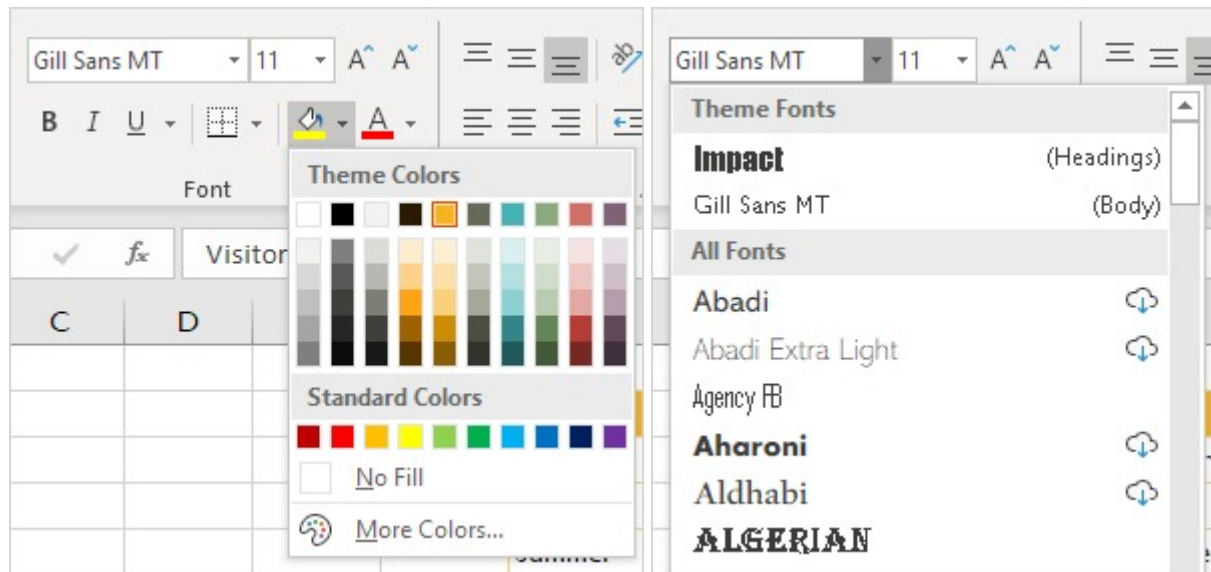 Gill Sans MT 11 A A
B I U A
Font
Theme Colors
fx Visitor
C D
Standard Colors
No Fill
More Colors...
Gill Sans MT 11 A A
Theme Fonts
Impact (Headings)
Gill Sans MT (Body)
All Fonts
Abadi
Abadi Extra Light
Agency FB
Aharoni
Aldhabi
ALGERIAN